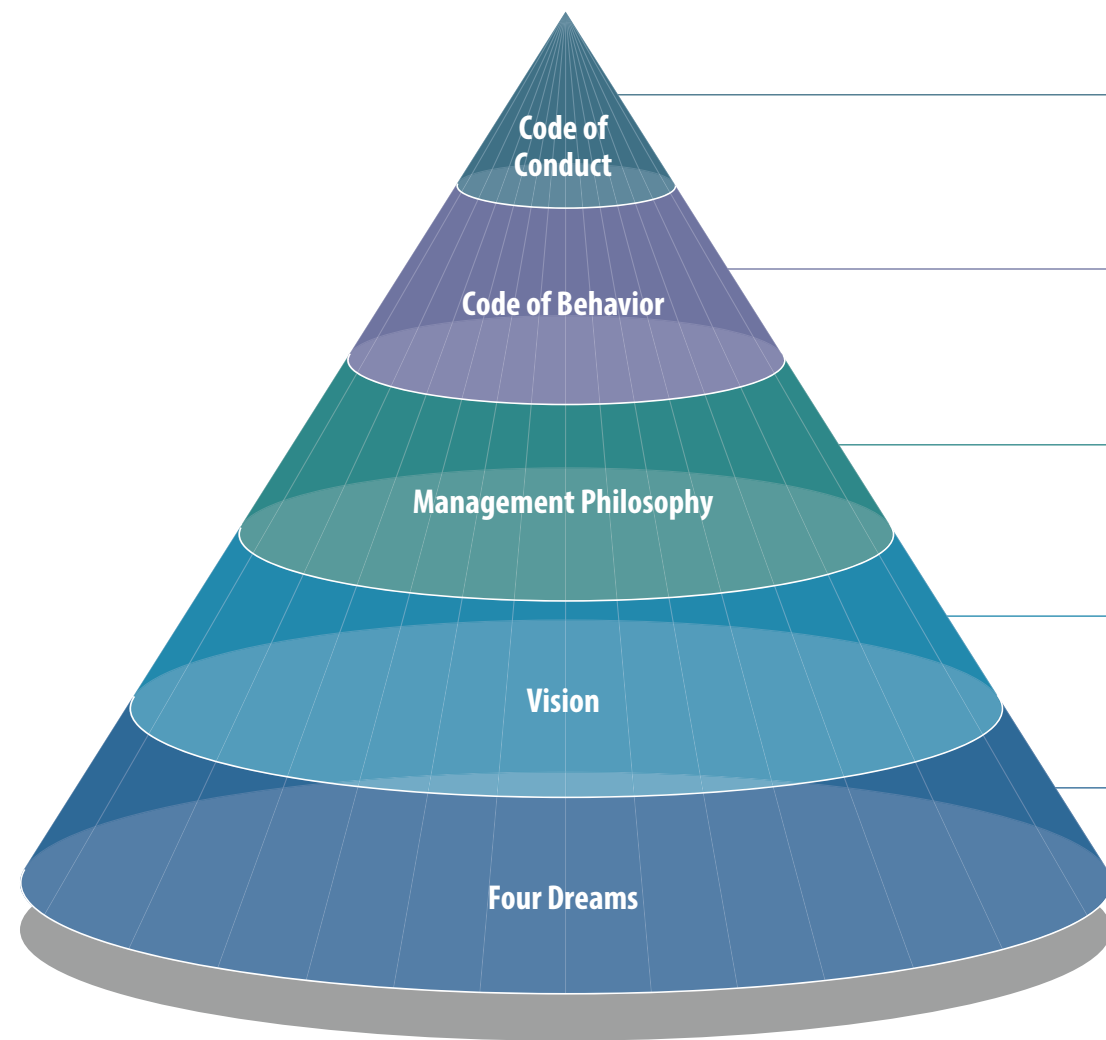 Code of
Conduct
Code of Behavior
Management Philosophy
Vision
Four Dreams